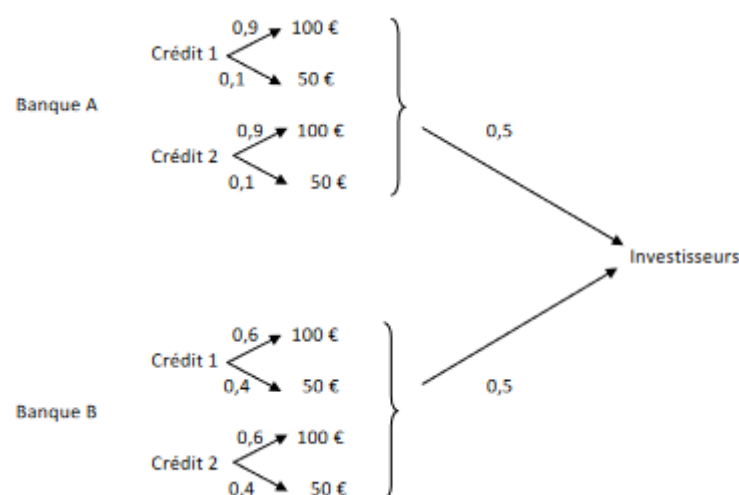 0,9 100 €
Crédit 1
0,1 50 €
Banque A
0,9 100 €
0,5
Crédit 2
0,1 50 €
Investisseurs
0,6 100 €
Crédit 1
0,4 50 €
0,5
Banque B
0,6 100 €
Crédit 2
0,4 50 €